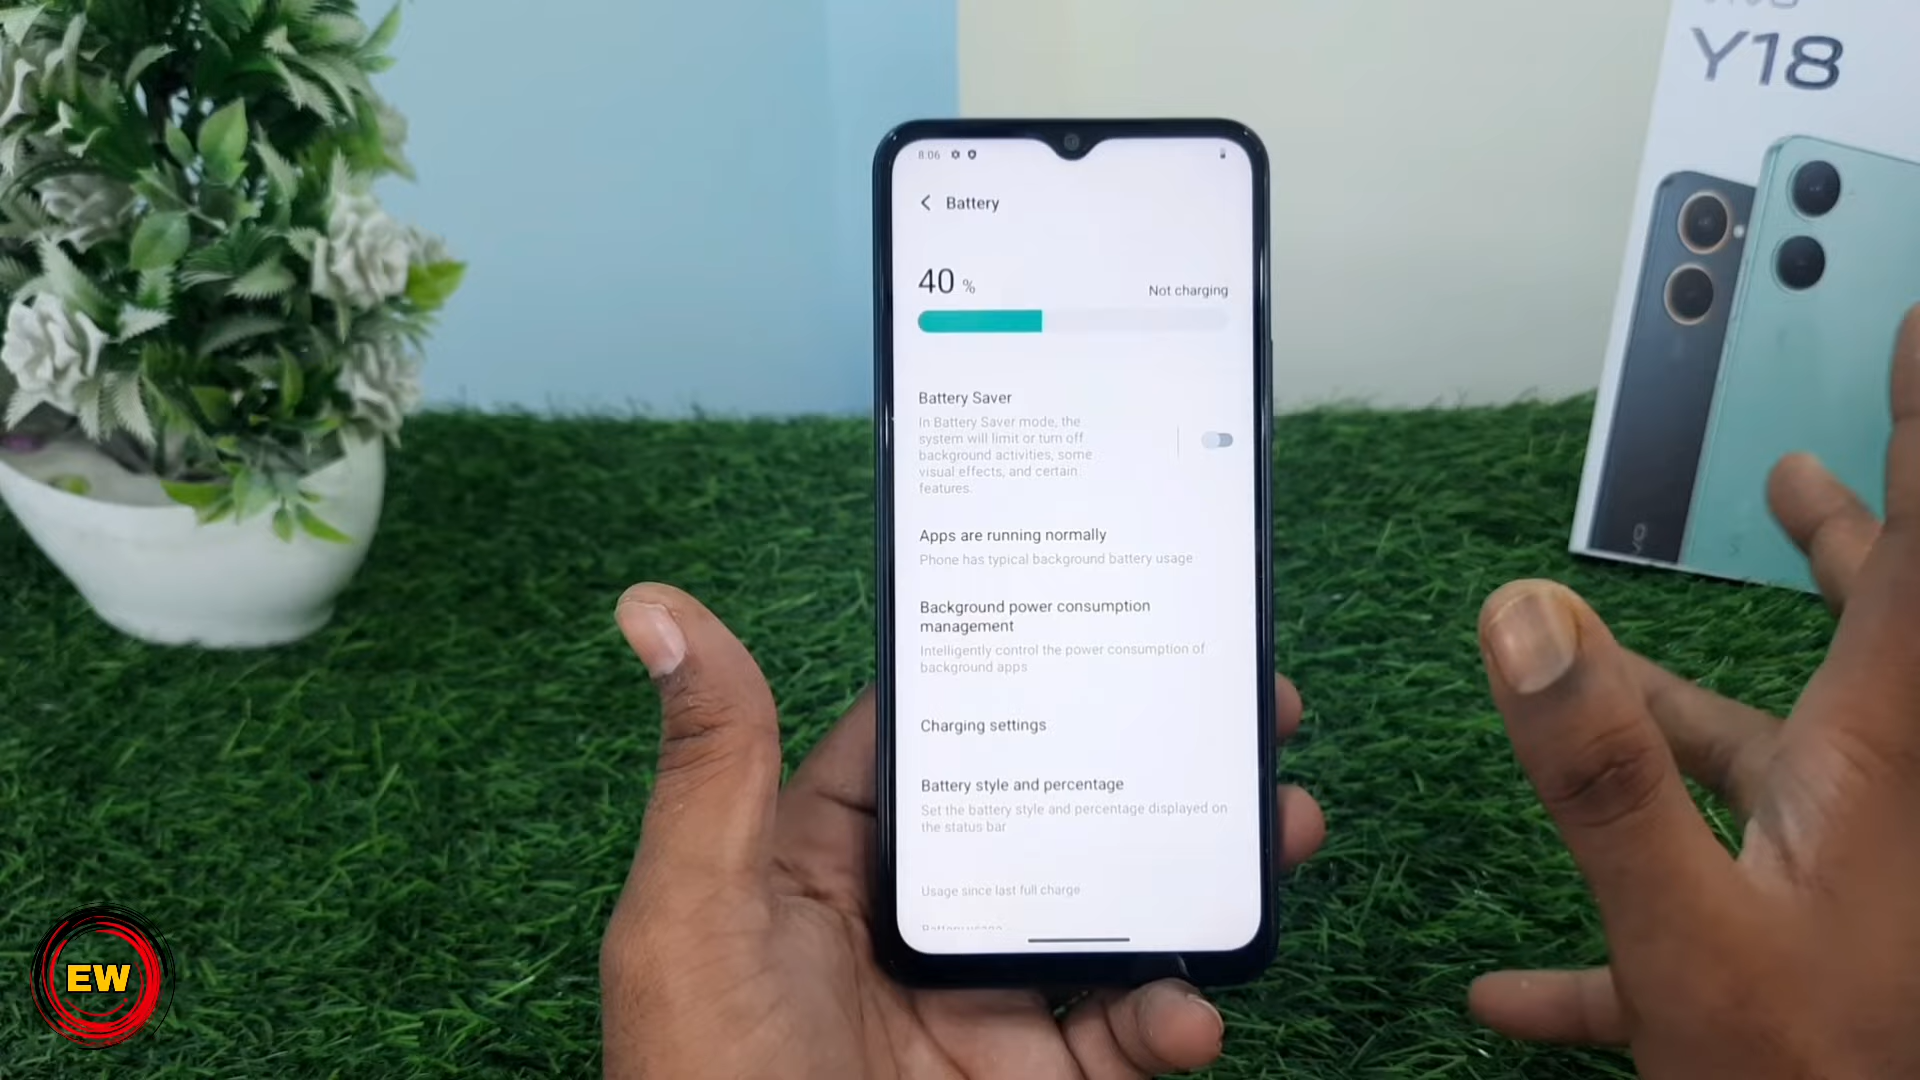 Y18
8:06
Battery
40 %
Not charging
Battery Saver
In Battery Saver mode, the
system will limit or turn off
background activities, some
visual effects, and certain
features.
Apps are running normally
Phone has typical background battery usage
Background power consumption
management
Intelligently control the power consumption of
background apps
Charging settings
Battery style and percentage
Set the battery style and percentage displayed on
the status bar
Usage since last full charge
Battery usage
EW